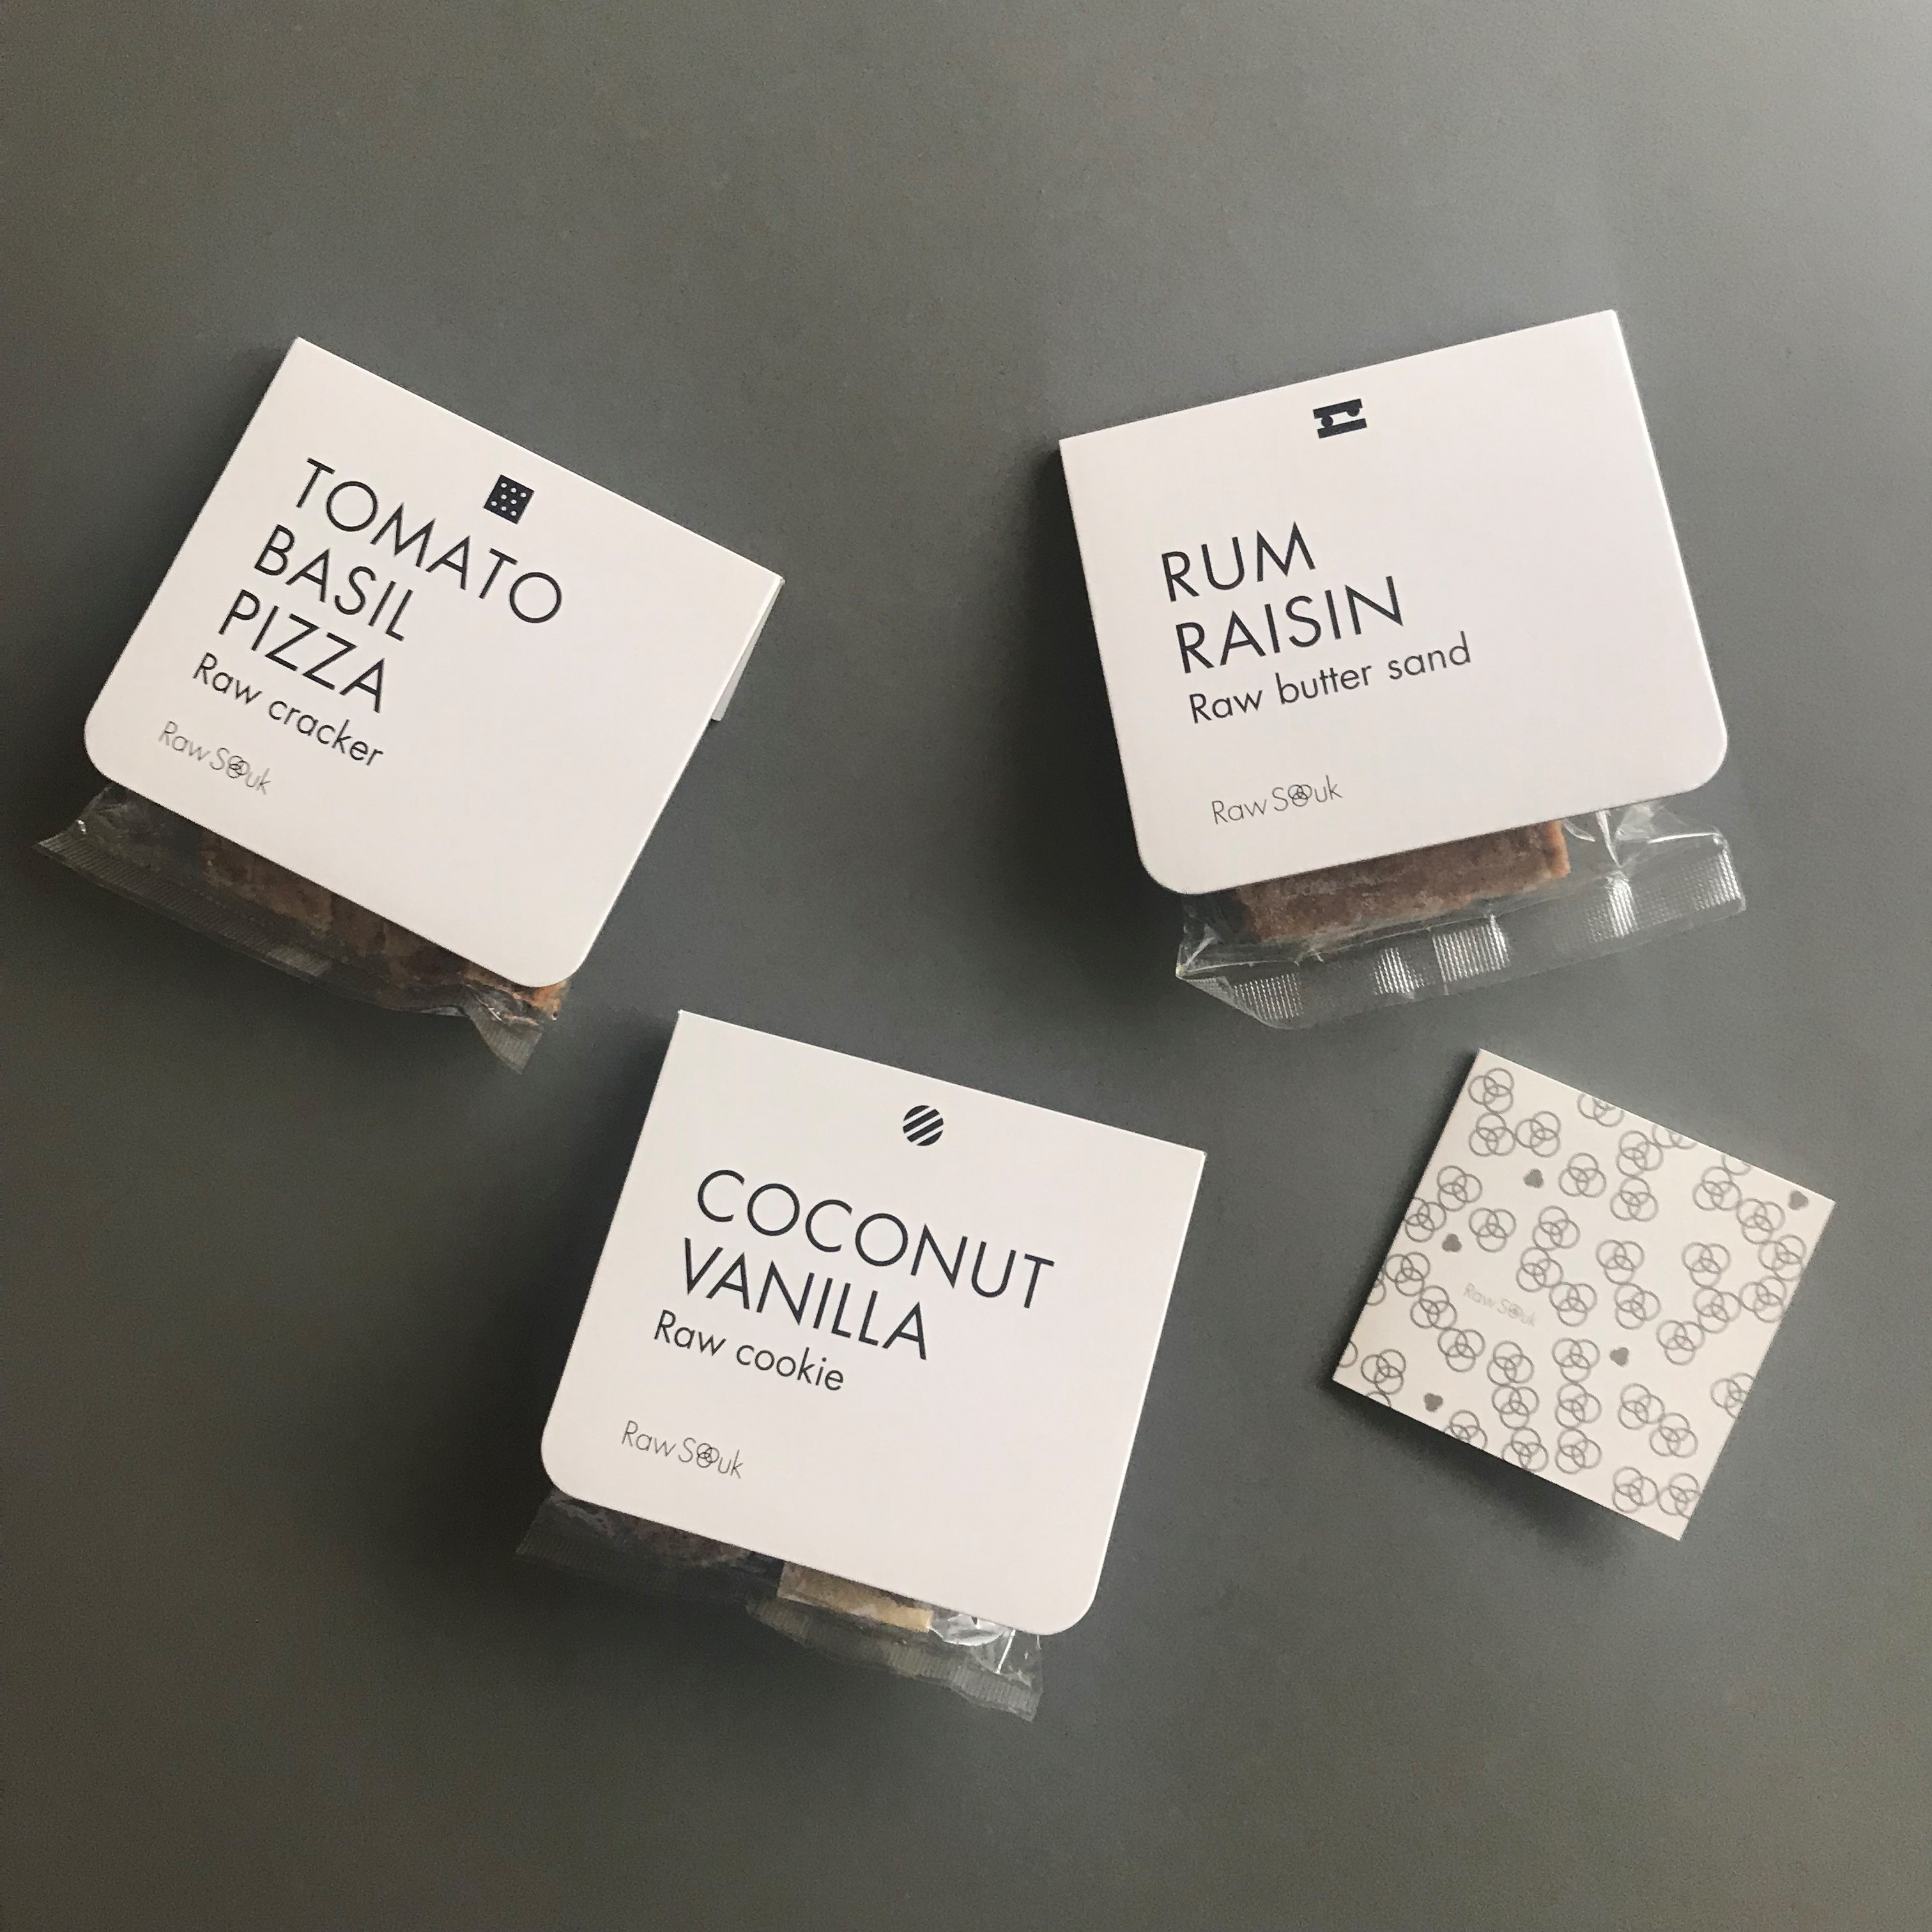 TOMATO
BASIL
PIZZA
Raw cracker
Raw Souk
RUM
RAISIN
Raw butter sand
Raw Souk
COCONUT
VANILLA
Raw cookie
Raw Souk
Raw Souk